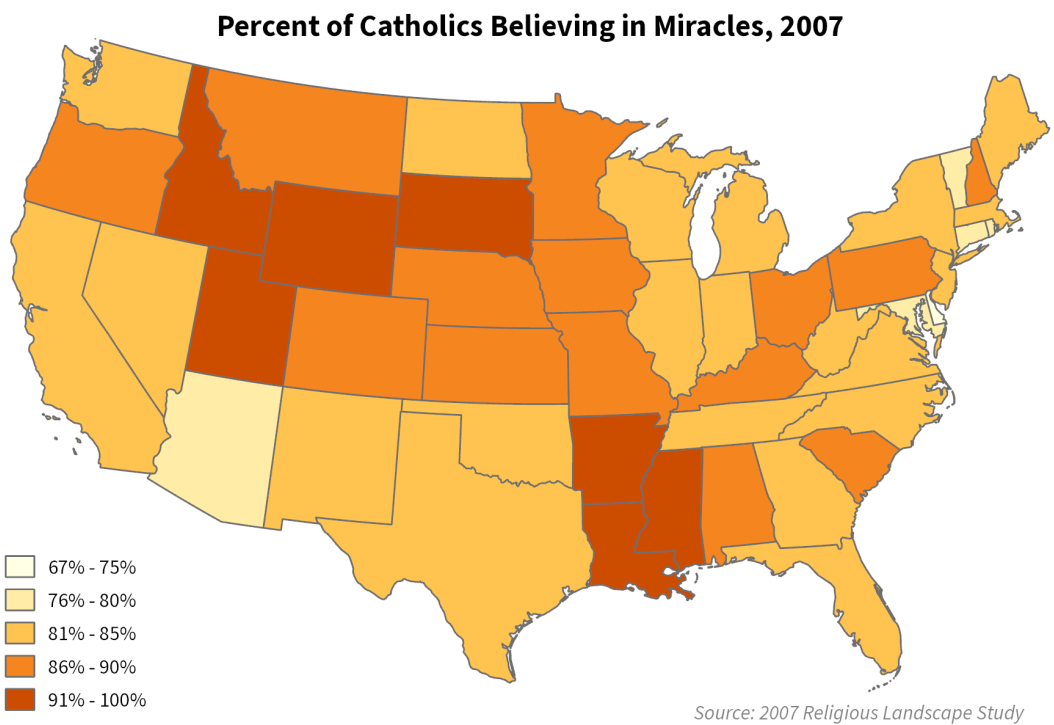 Percent of Catholics Believing in Miracles, 2007
67% - 75%
76% - 80%
81% - 85%
86% - 90%
91% - 100%
Source: 2007 Religious Landscape Study